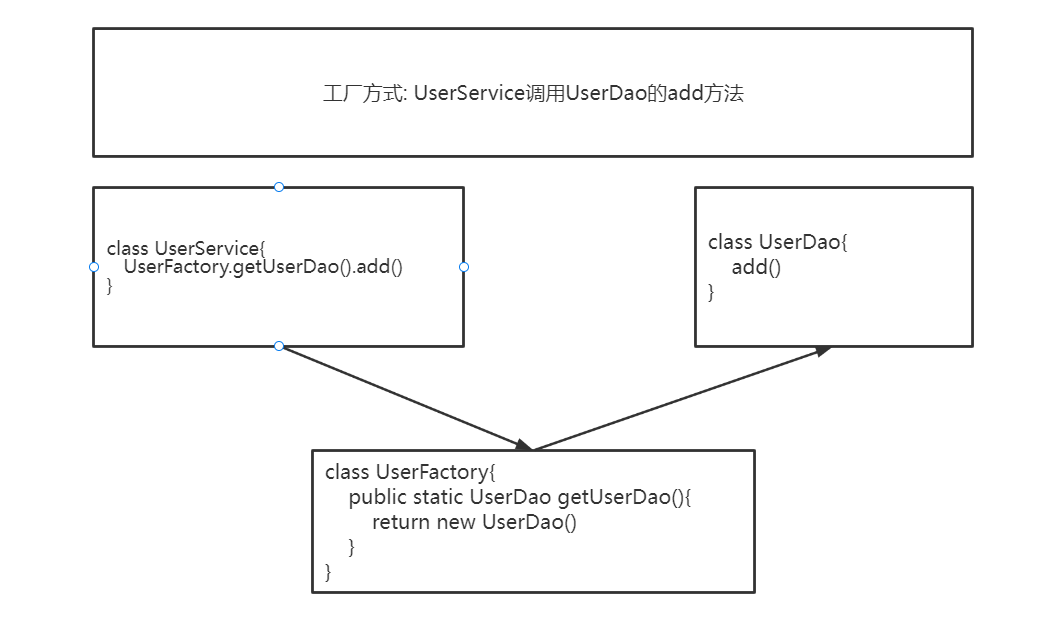 工厂方式: UserService调用UserDao的add方法
class UserService{
UserFactory.getUserDao().add()
}
class UserDao{
add()
}
class UserFactory{
public static UserDao getUserDao(){
return new UserDao()
}
}